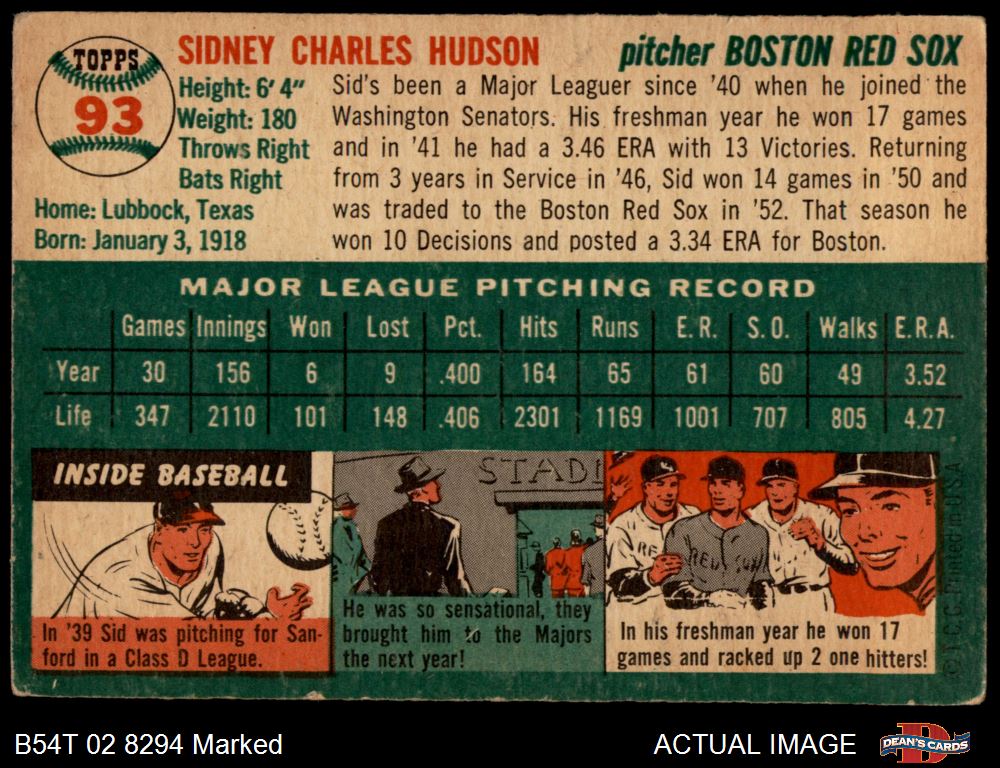 TOPPS
93
SIDNEY CHARLES HUDSON
pitcher BOSTON RED SOX
Height: 6' 4"
Weight: 180
Throws Right
Bats Right
Home: Lubbock, Texas
Born: January 3, 1918
Sid's been a Major Leaguer since '40 when he joined the
Washington Senators. His freshman year he won 17 games
and in '41 he had a 3.46 ERA with 13 Victories. Returning
from 3 years in Service in '46, Sid won 14 games in '50 and
was traded to the Boston Red Sox in '52. That season he
won 10 Decisions and posted a 3.34 ERA for Boston.
MAJOR LEAGUE PITCHING RECORD
Games Innings Won Lost Pct. Hits Runs E.R. S.O. Walks E.R.A.
Year 30 156 6 9 .400 164 65 61 60 49 3.52
Life 347 2110 101 148 .406 2301 1169 1001 707 805 4.27
INSIDE BASEBALL
In '39 Sid was pitching for San-
ford in a Class D League.
STADI
He was so sensational, they
brought him to the Majors
the next year!
RE
RED SOX
In his freshman year he won 17
games and racked up 2 one hitters!
© T.C.G. Printed in U.S.A.
B54T 02 8294 Marked
ACTUAL IMAGE
DEAN'S CARDS